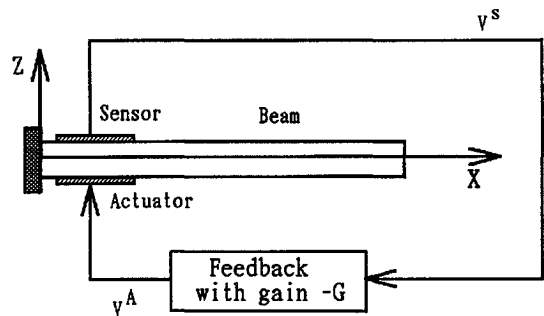 V^S
Z
Sensor
Beam
X
Actuator
Feedback
with gain -G
V^A